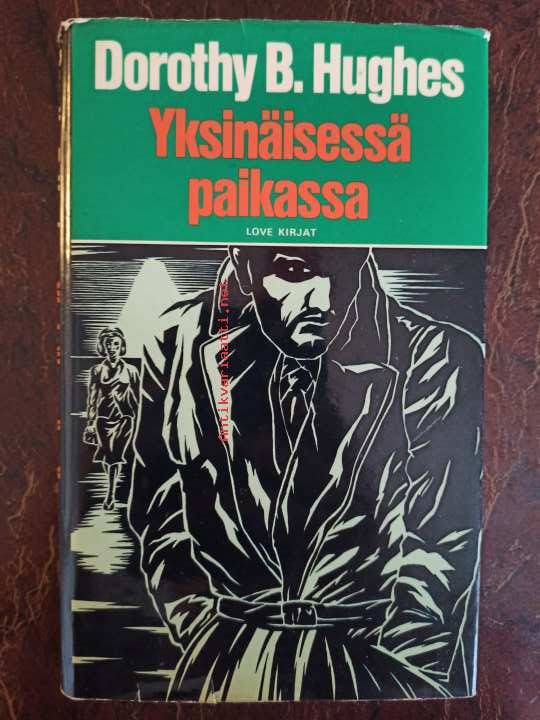 Dorothy B. Hughes
Yksinäisessä
paikassa
LOVE KIRJAT
antikvariaatti.net